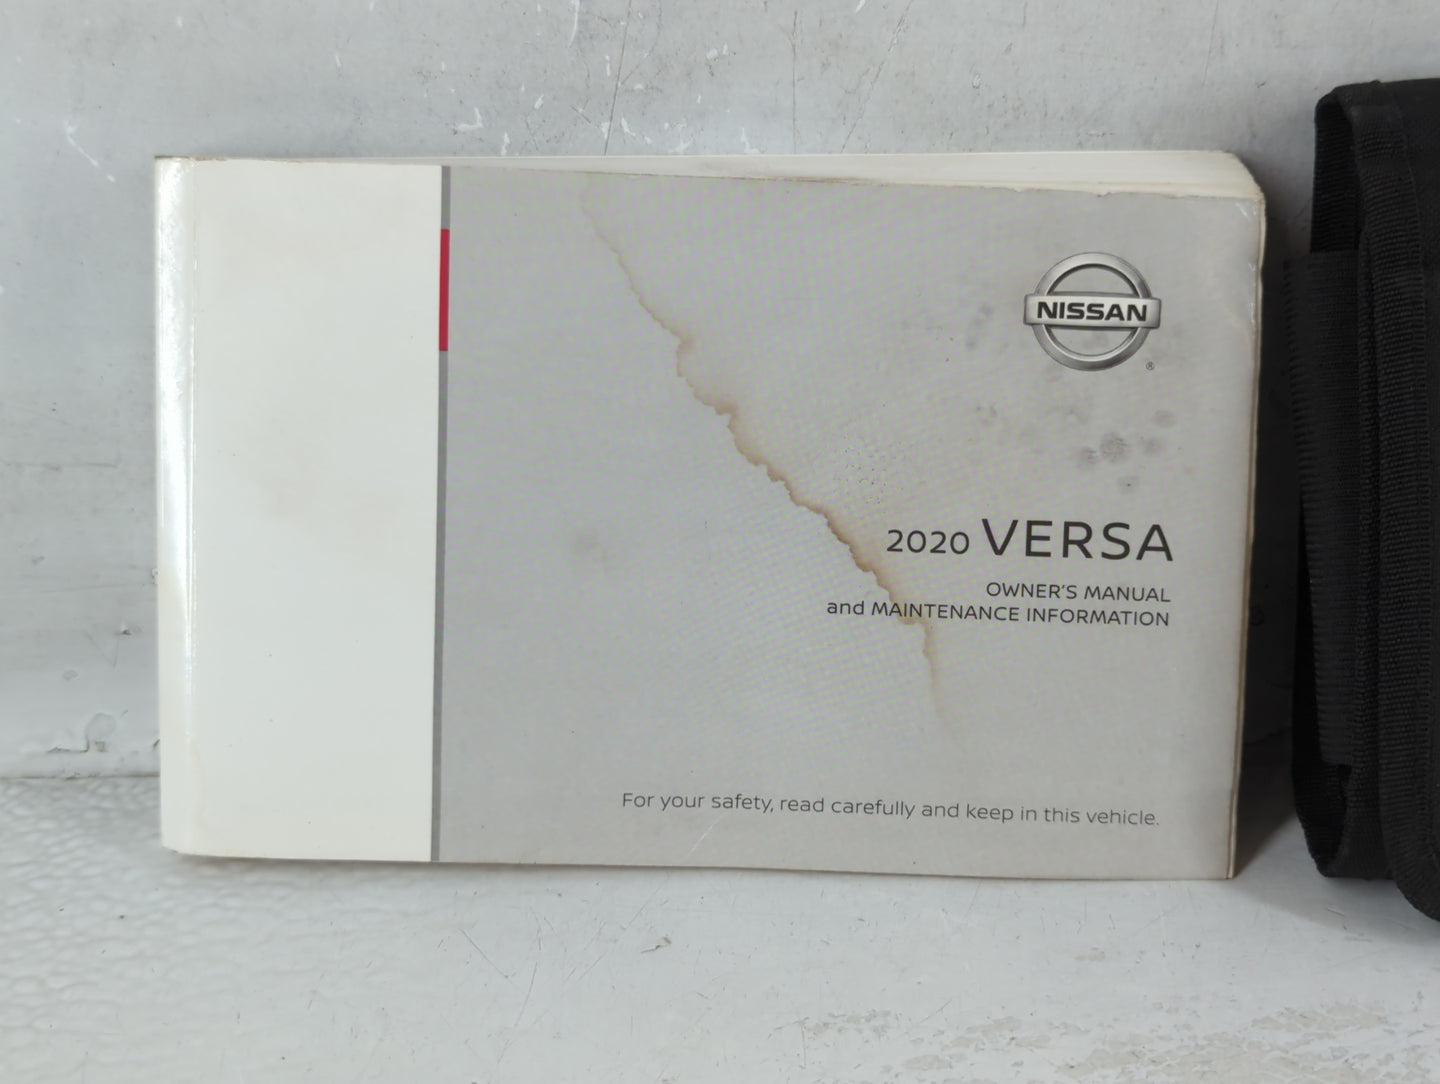 NISSAN
®
2020 VERSA
OWNER'S MANUAL
and MAINTENANCE INFORMATION
For your safety, read carefully and keep in this vehicle.